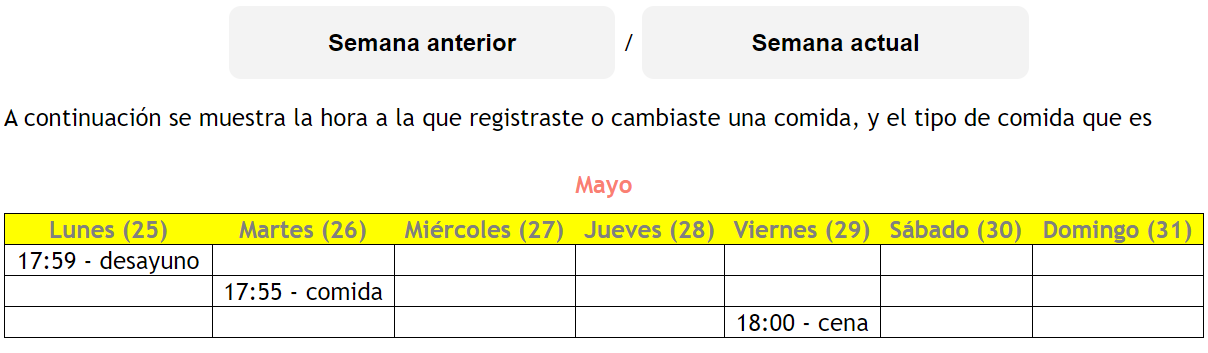 Semana anterior / Semana actual
A continuación se muestra la hora a la que registraste o cambiaste una comida, y el tipo de comida que es
Mayo
Lunes (25) Martes (26) Miércoles (27) Jueves (28) Viernes (29) Sábado (30) Domingo (31)
17:59 - desayuno
17:55 - comida
18:00 - cena